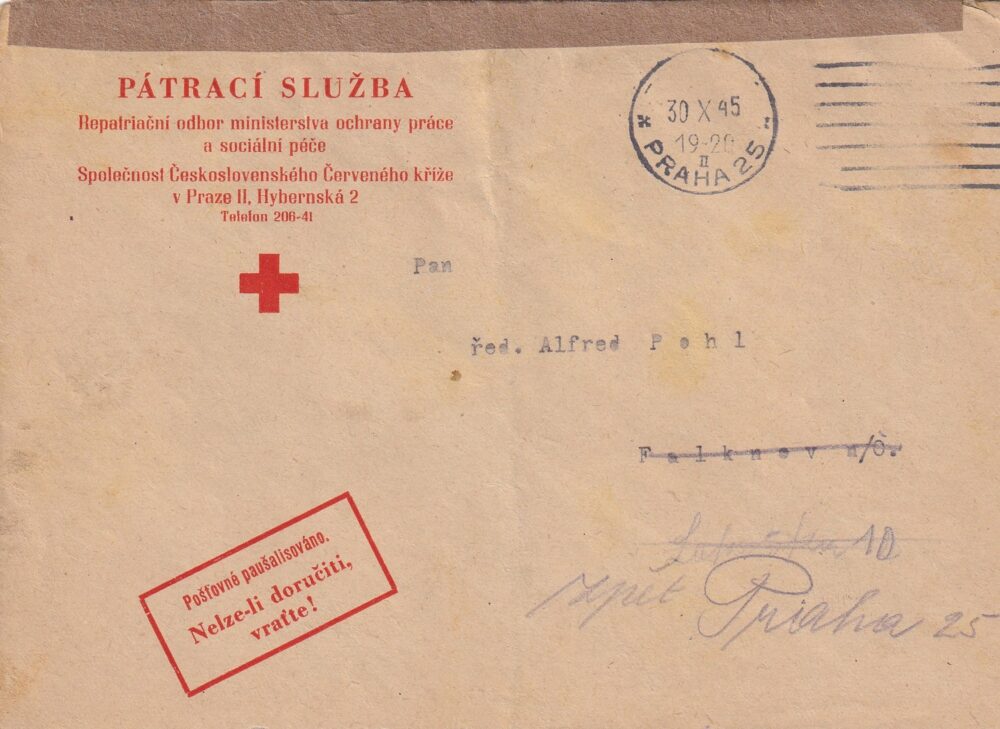 PÁTRACÍ SLUŽBA
Repatriační odbor ministerstva ochrany práce
a sociální péče
Společnost Československého Červeného kříže
v Praze II, Hybernská 2
Telefon 206-41
30 X 45
19-20
II
PRAHA 25
Pan
řed. Alfred Pohl
Falknov n/O.
10
Zpět Praha 25
Poštovné paušalisováno.
Nelze-li doručiti,
vraťte!